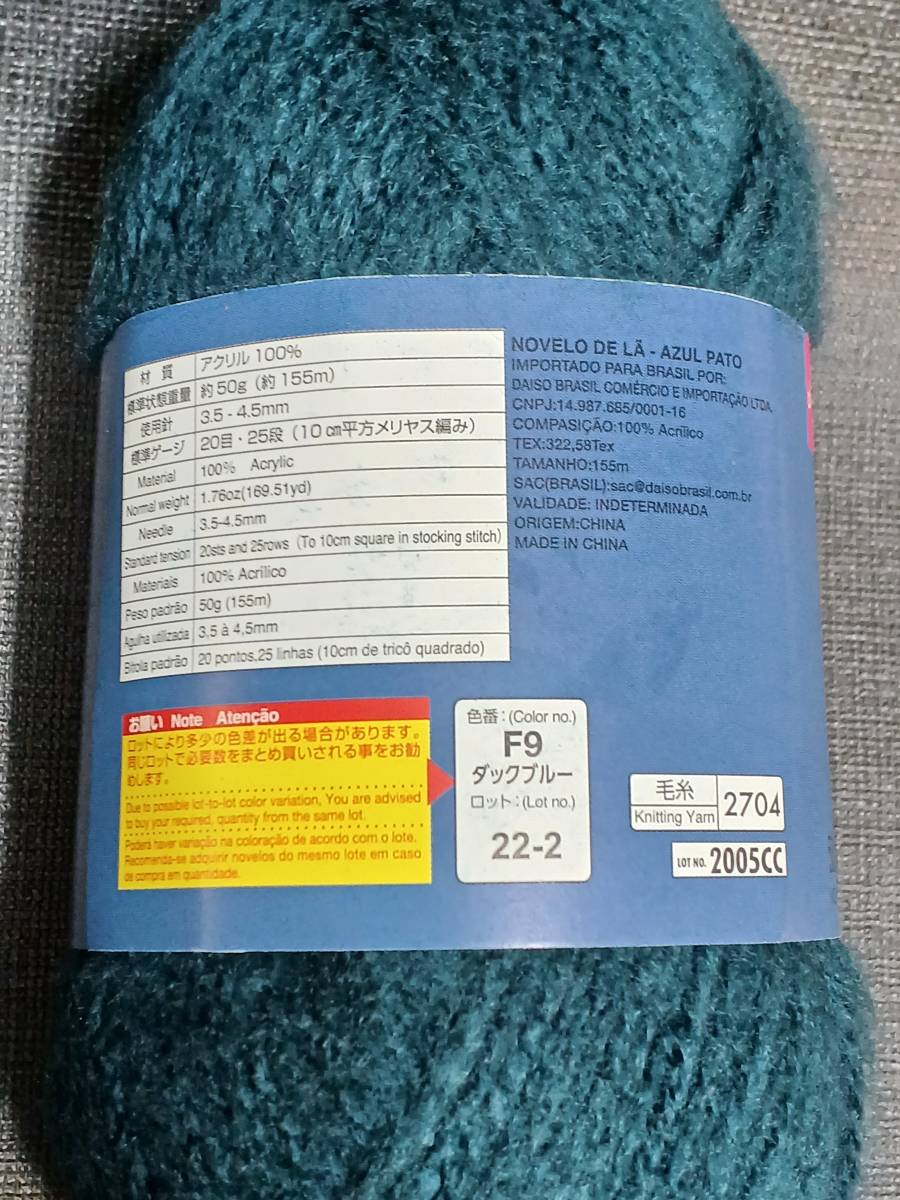 材質 アクリル 100%
標準状態重量 約50g (約155m)
使用針 3.5 - 4.5mm
標準ゲージ 20目・25段 (10㎝平方メリヤス編み)
Material 100% Acrylic
Normal weight 1.76oz(169.51yd)
Needle 3.5-4.5mm
Standard tension 20sts and 25rows (To 10cm square in stocking stitch)
Materiais 100% Acrílico
Peso padrão 50g (155m)
Agulha utilizada 3,5 à 4,5mm
Bitola padrão 20 pontos,25 linhas (10cm de tricô quadrado)
NOVELO DE LÃ - AZUL PATO
IMPORTADO PARA BRASIL POR:
DAISO BRASIL COMÉRCIO E IMPORTAÇÃO LTDA.
CNPJ:14.987.685/0001-16
COMPASIÇÃO:100% Acrílico
TEX:322,58Tex
TAMANHO:155m
SAC(BRASIL):sac@daisobrasil.com.br
VALIDADE: INDETERMINADA
ORIGEM:CHINA
MADE IN CHINA
お願い Note Atenção
ロットにより多少の色差が出る場合があります。
同じロットで必要数をまとめ買いされる事をお勧
めします。
Due to possible lot-to-lot color variation, You are advised
to buy your required, quantity from the same lot.
Poderá haver variação na coloração de acordo com o lote.
Recomenda-se adquirir novelos do mesmo lote em caso
de compra em quantidade.
色番:(Color no.)
F9
ダックブルー
ロット:(Lot no.)
22-2
毛糸
Knitting Yarn
2704
LOT NO. 2005CC